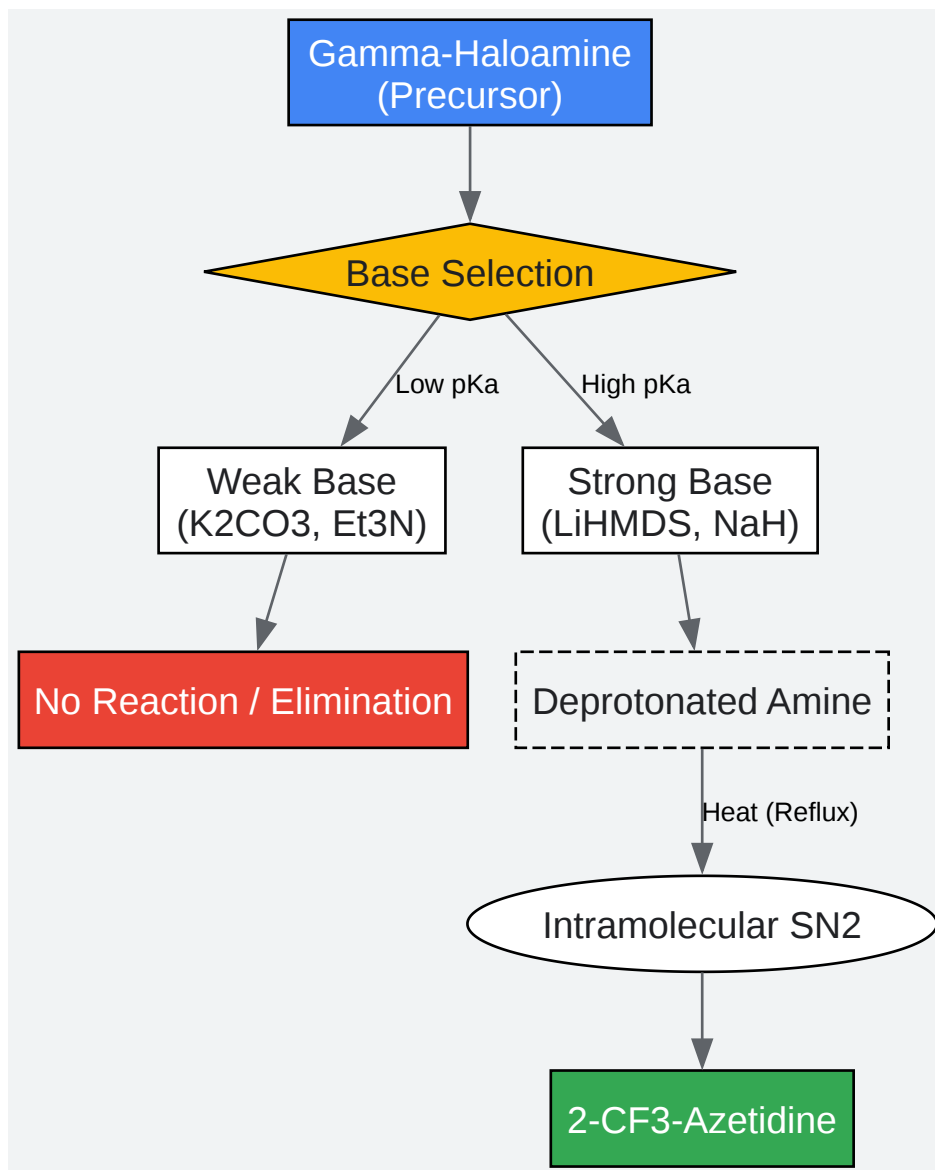 Gamma-Haloamine
(Precursor)
Base Selection
Low pKa
High pKa
Weak Base
(K2CO3, Et3N)
Strong Base
(LiHMDS, NaH)
No Reaction / Elimination
Deprotonated Amine
Heat (Reflux)
Intramolecular SN2
2-CF3-Azetidine